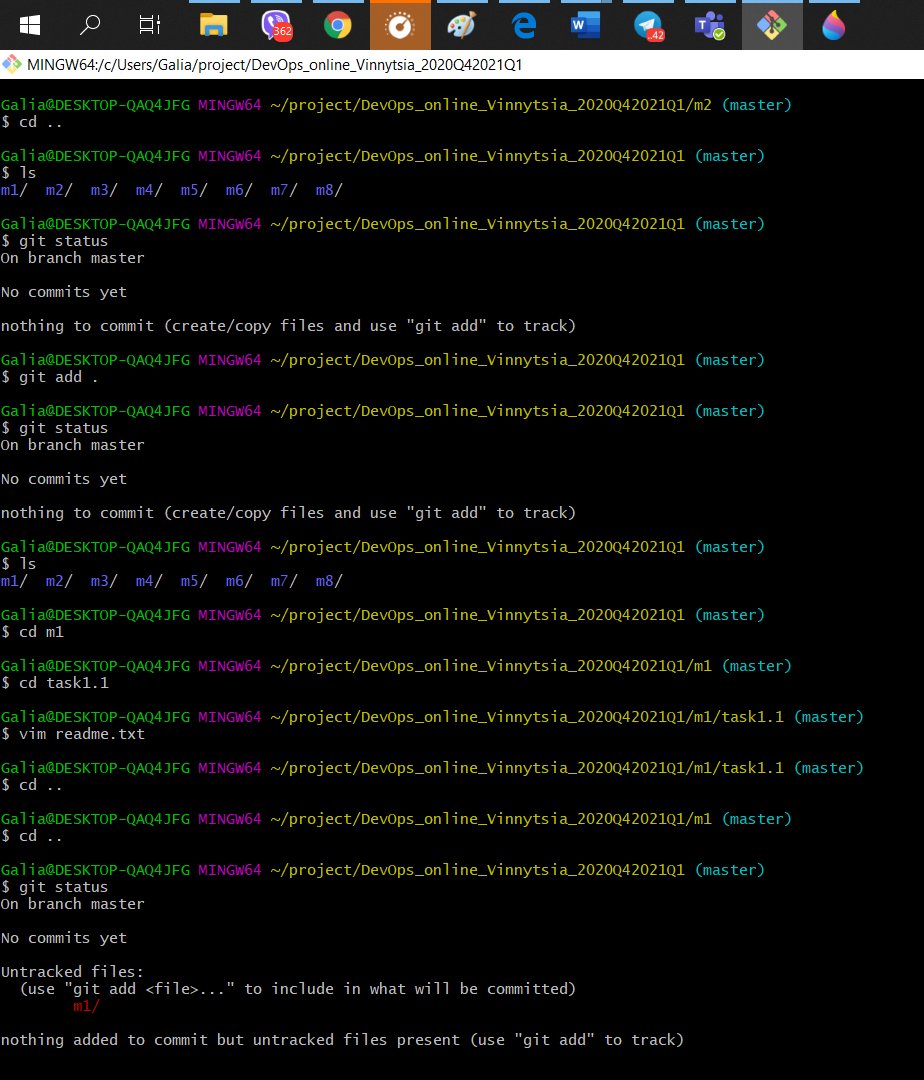 362
..42
MINGW64:/c/Users/Galia/project/DevOps_online_Vinnytsia_2020Q42021Q1
Galia@DESKTOP-QAQ4JFG MINGW64 ~/project/DevOps_online_Vinnytsia_2020Q42021Q1/m2 (master)
$ cd ..
Galia@DESKTOP-QAQ4JFG MINGW64 ~/project/DevOps_online_Vinnytsia_2020Q42021Q1 (master)
$ ls
m1/  m2/  m3/  m4/  m5/  m6/  m7/  m8/
Galia@DESKTOP-QAQ4JFG MINGW64 ~/project/DevOps_online_Vinnytsia_2020Q42021Q1 (master)
$ git status
On branch master
No commits yet
nothing to commit (create/copy files and use "git add" to track)
Galia@DESKTOP-QAQ4JFG MINGW64 ~/project/DevOps_online_Vinnytsia_2020Q42021Q1 (master)
$ git add .
Galia@DESKTOP-QAQ4JFG MINGW64 ~/project/DevOps_online_Vinnytsia_2020Q42021Q1 (master)
$ git status
On branch master
No commits yet
nothing to commit (create/copy files and use "git add" to track)
Galia@DESKTOP-QAQ4JFG MINGW64 ~/project/DevOps_online_Vinnytsia_2020Q42021Q1 (master)
$ ls
m1/  m2/  m3/  m4/  m5/  m6/  m7/  m8/
Galia@DESKTOP-QAQ4JFG MINGW64 ~/project/DevOps_online_Vinnytsia_2020Q42021Q1 (master)
$ cd m1
Galia@DESKTOP-QAQ4JFG MINGW64 ~/project/DevOps_online_Vinnytsia_2020Q42021Q1/m1 (master)
$ cd task1.1
Galia@DESKTOP-QAQ4JFG MINGW64 ~/project/DevOps_online_Vinnytsia_2020Q42021Q1/m1/task1.1 (master)
$ vim readme.txt
Galia@DESKTOP-QAQ4JFG MINGW64 ~/project/DevOps_online_Vinnytsia_2020Q42021Q1/m1/task1.1 (master)
$ cd ..
Galia@DESKTOP-QAQ4JFG MINGW64 ~/project/DevOps_online_Vinnytsia_2020Q42021Q1/m1 (master)
$ cd ..
Galia@DESKTOP-QAQ4JFG MINGW64 ~/project/DevOps_online_Vinnytsia_2020Q42021Q1 (master)
$ git status
On branch master
No commits yet
Untracked files:
(use "git add <file>..." to include in what will be committed)
m1/
nothing added to commit but untracked files present (use "git add" to track)